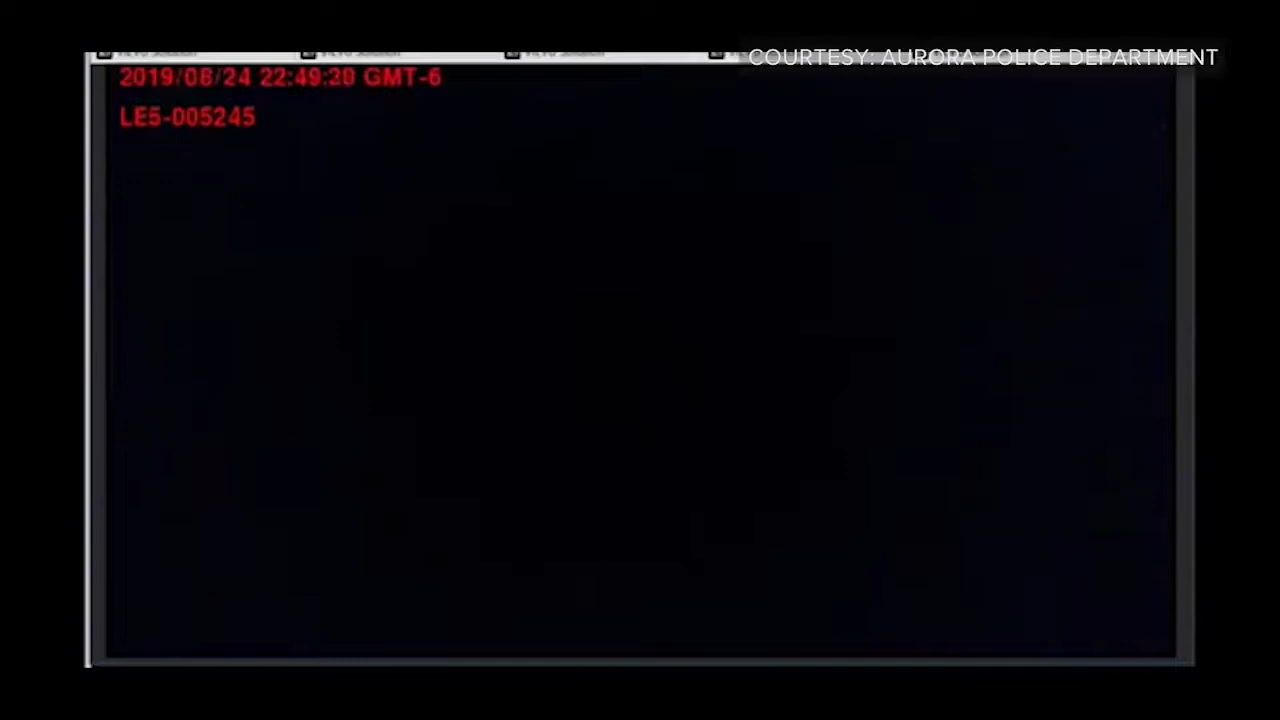 COURTESY: AURORA POLICE DEPARTMENT
2019/08/24 22:49:30 GMT-6
LE5-005245